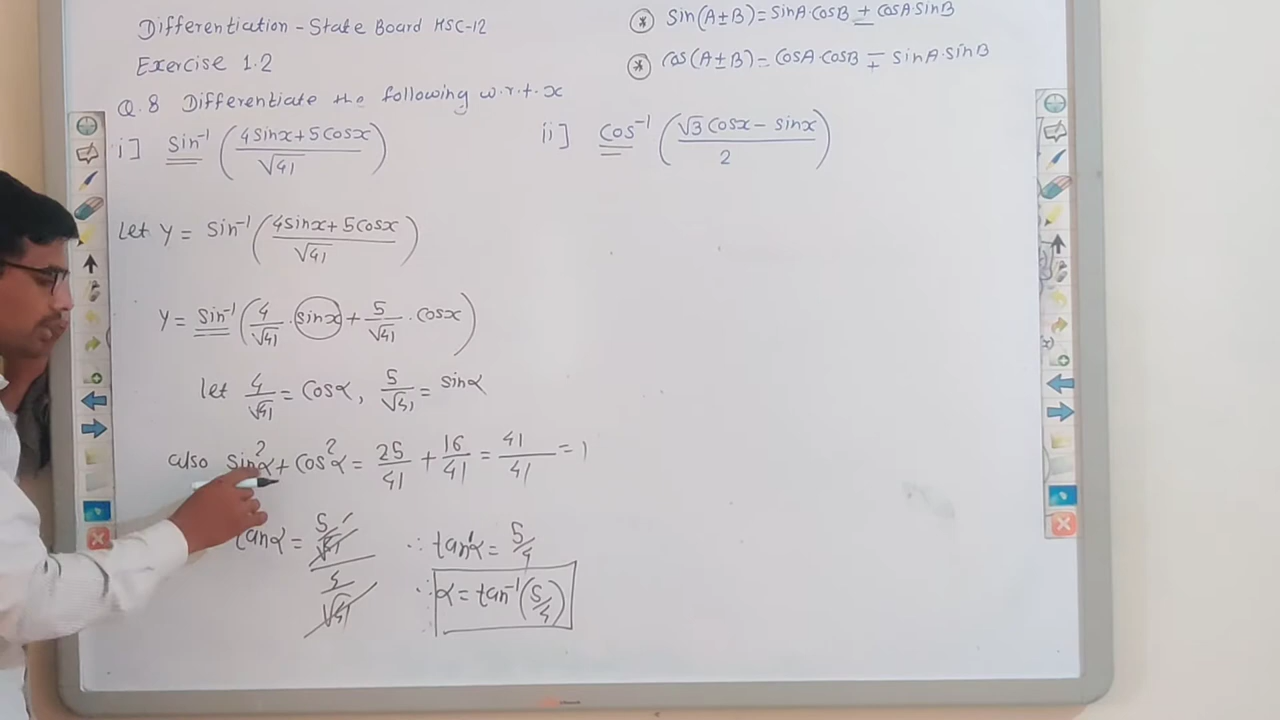 Differentiation - State Board HSC-12
Exercise 1.2
Q.8 Differentiate the following w.r.t. x
i] Sin⁻¹ (4Sinx+5Cosx / √41)
Let Y = Sin⁻¹ (4Sinx+5Cosx / √41)
Y = Sin⁻¹ (4/√41 · Sinx + 5/√41 · Cosx)
let 4/√41 = Cosα, 5/√41 = Sinα
also Sin²α + Cos²α = 25/41 + 16/41 = 41/41 = 1
tanα = 5/√41 / 4/√41 ∴ tanα = 5/4
∴ α = tan⁻¹(5/4)
* Sin(A±B) = SinA·CosB ± CosA·SinB
* Cos(A±B) = CosA·CosB ∓ SinA·SinB
ii] Cos⁻¹ (√3 Cosx − Sinx / 2)